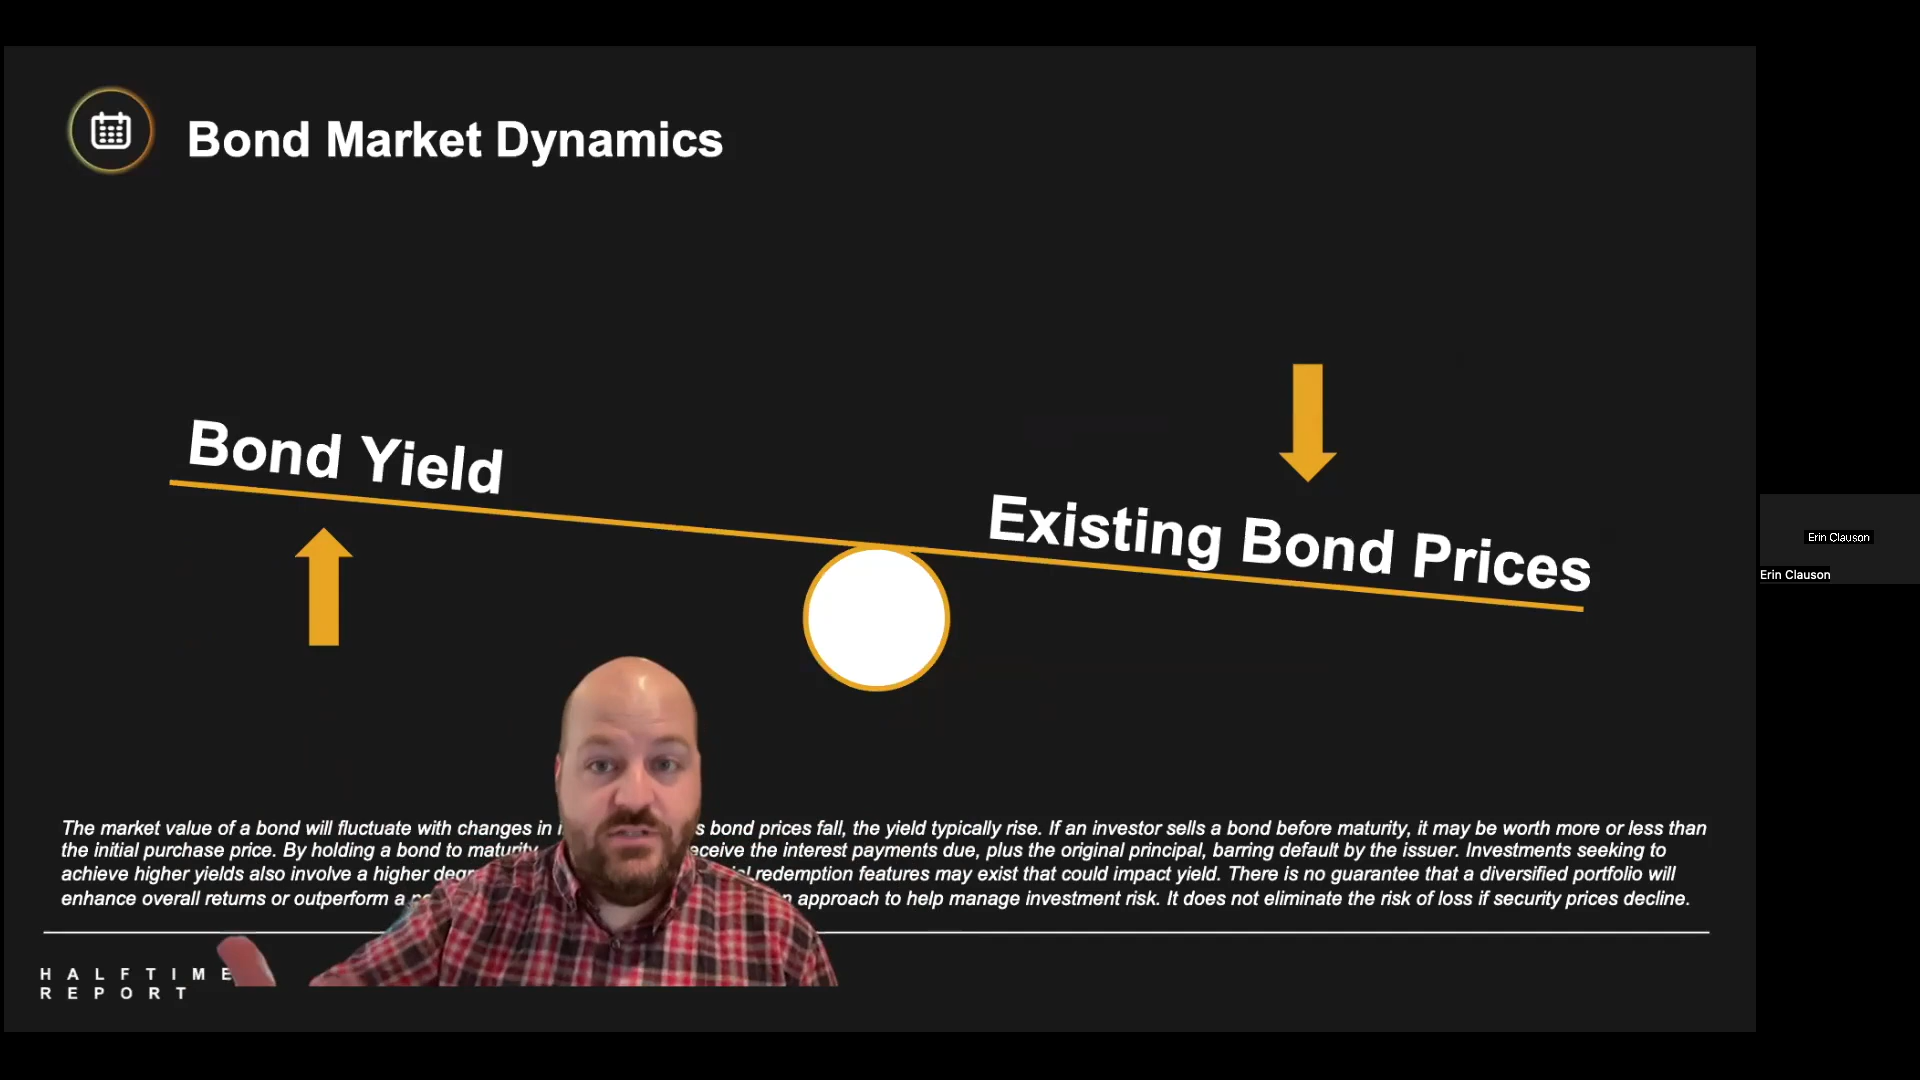 Bond Market Dynamics
Bond Yield
Existing Bond Prices
Erin Clauson
Erin Clauson
The market value of a bond will fluctuate with changes in s bond prices fall, the yield typically rise. If an investor sells a bond before maturity, it may be worth more or less than
the initial purchase price. By holding a bond to maturity eceive the interest payments due, plus the original principal, barring default by the issuer. Investments seeking to
achieve higher yields also involve a higher redemption features may exist that could impact yield. There is no guarantee that a diversified portfolio will
enhance overall returns or outperform a approach to help manage investment risk. It does not eliminate the risk of loss if security prices decline.
HALFTIME
REPORT